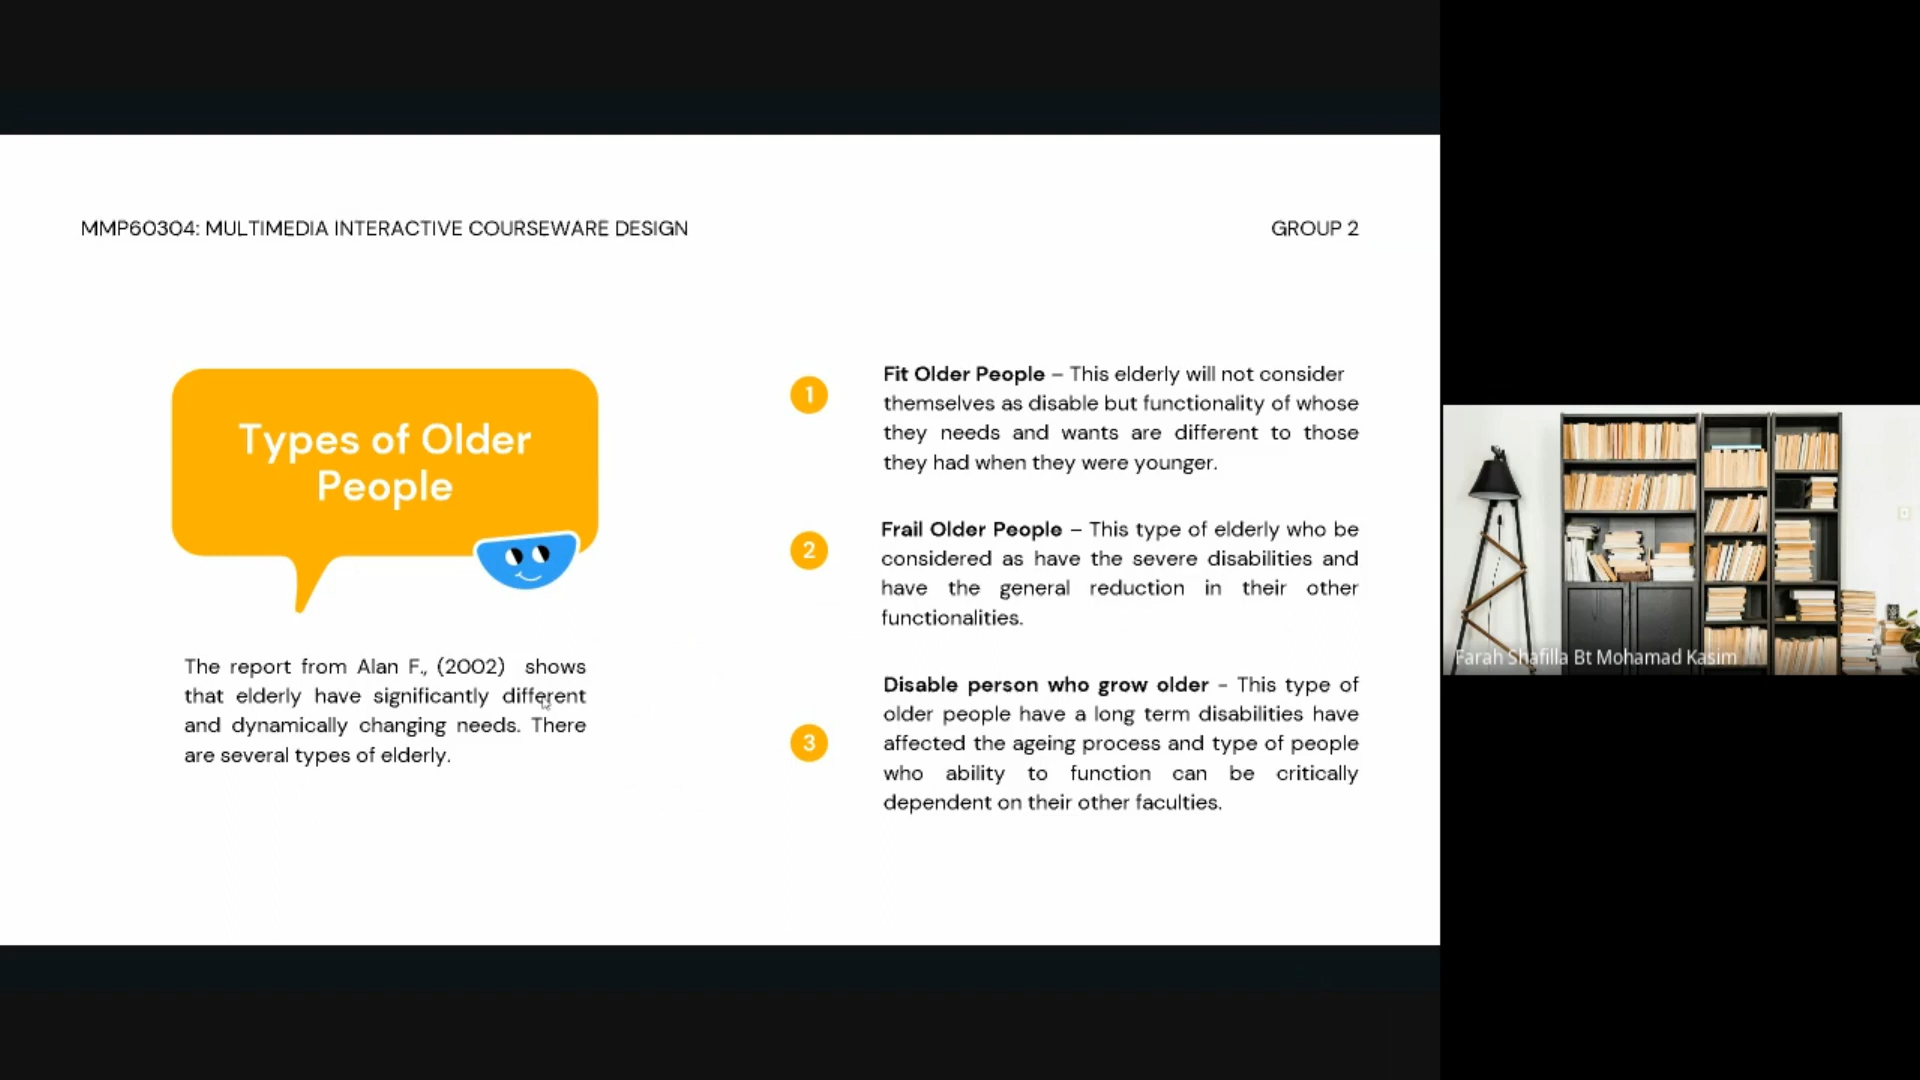 MMP60304: MULTIMEDIA INTERACTIVE COURSEWARE DESIGN
GROUP 2
Types of Older
People
The report from Alan F., (2002) shows
that elderly have significantly different
and dynamically changing needs. There
are several types of elderly.
1
Fit Older People – This elderly will not consider
themselves as disable but functionality of whose
they needs and wants are different to those
they had when they were younger.
2
Frail Older People – This type of elderly who be
considered as have the severe disabilities and
have the general reduction in their other
functionalities.
3
Disable person who grow older - This type of
older people have a long term disabilities have
affected the ageing process and type of people
who ability to function can be critically
dependent on their other faculties.
Farah Shafilla Bt Mohamad Kasim